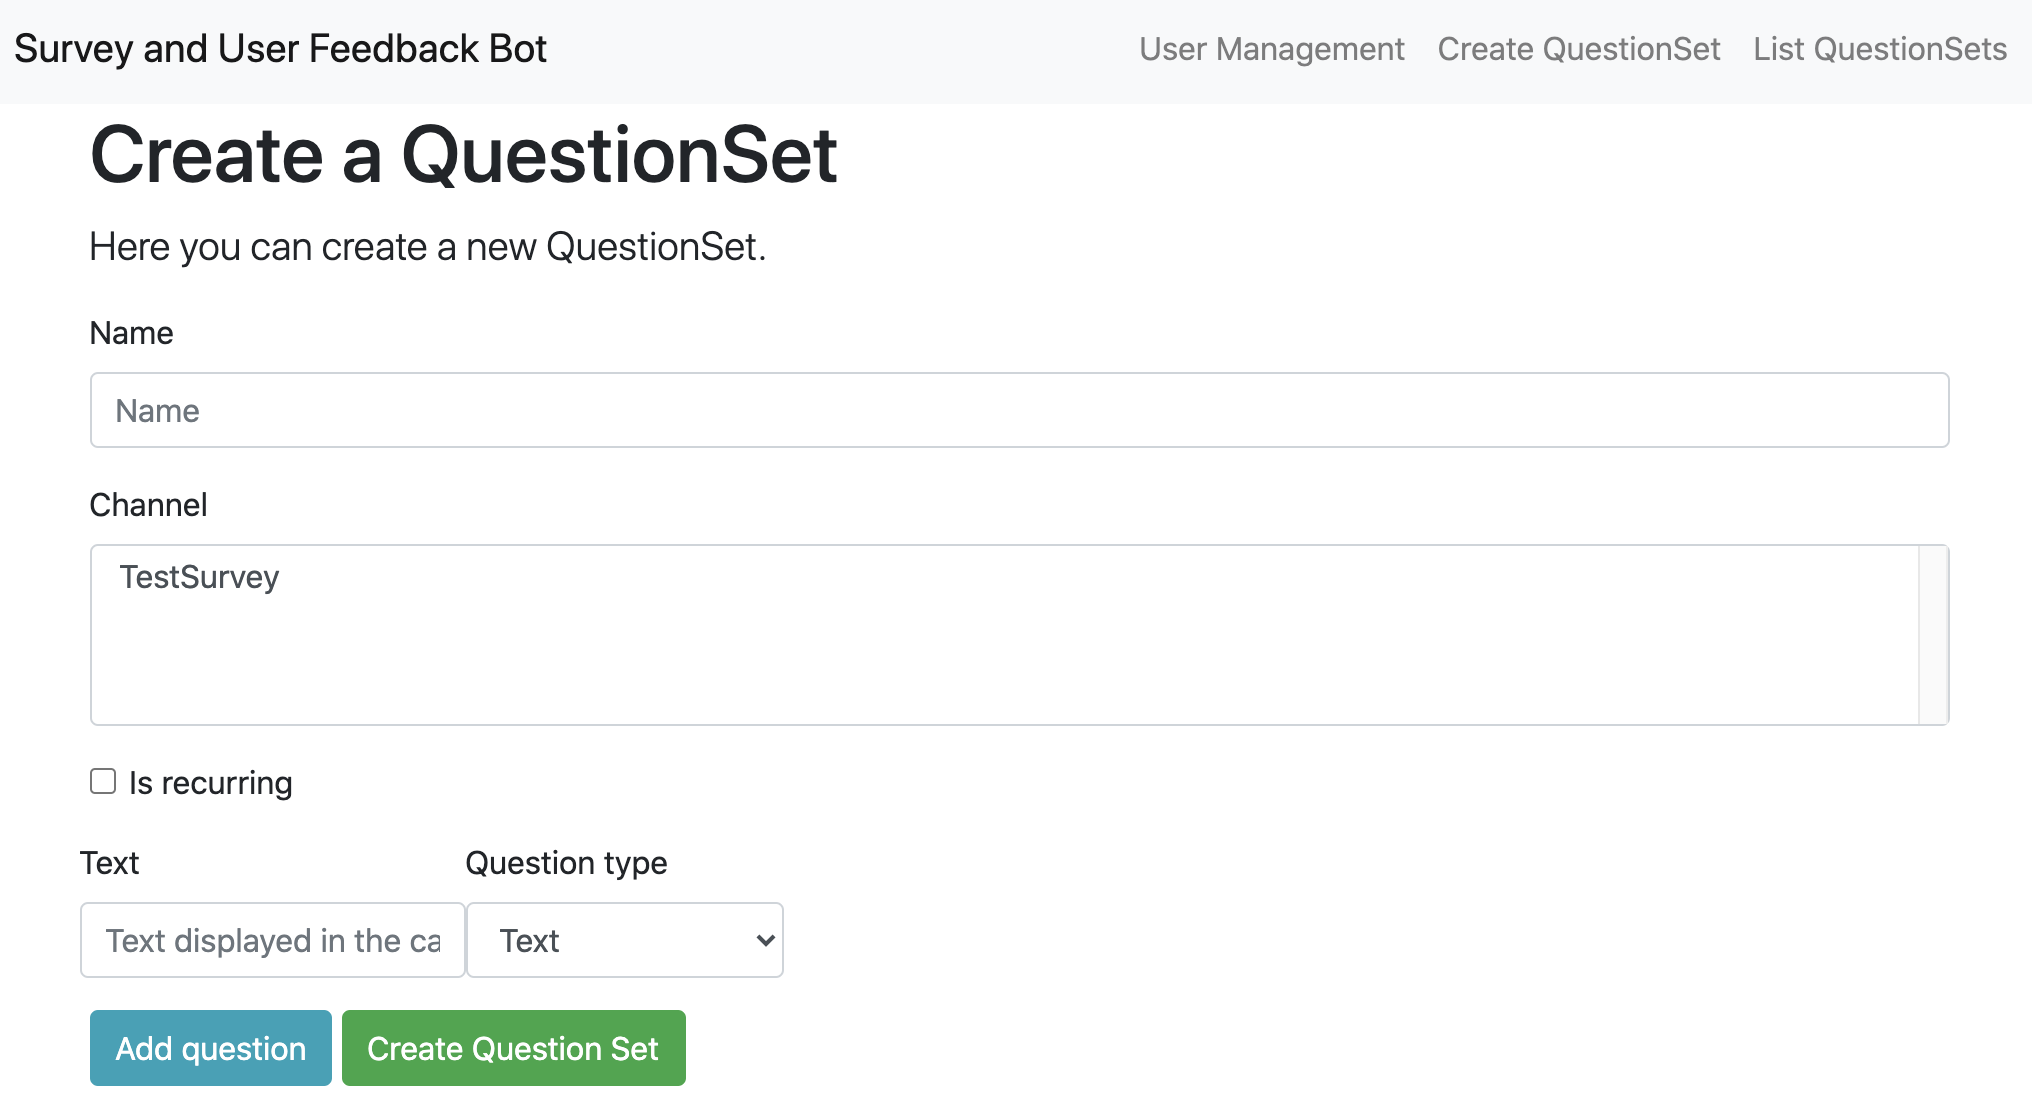 Survey and User Feedback Bot User Management Create QuestionSet List QuestionSets
Create a QuestionSet
Here you can create a new QuestionSet.
Name
Name
Channel
TestSurvey
Is recurring
Text Question type
Text displayed in the ca Text
Add question Create Question Set